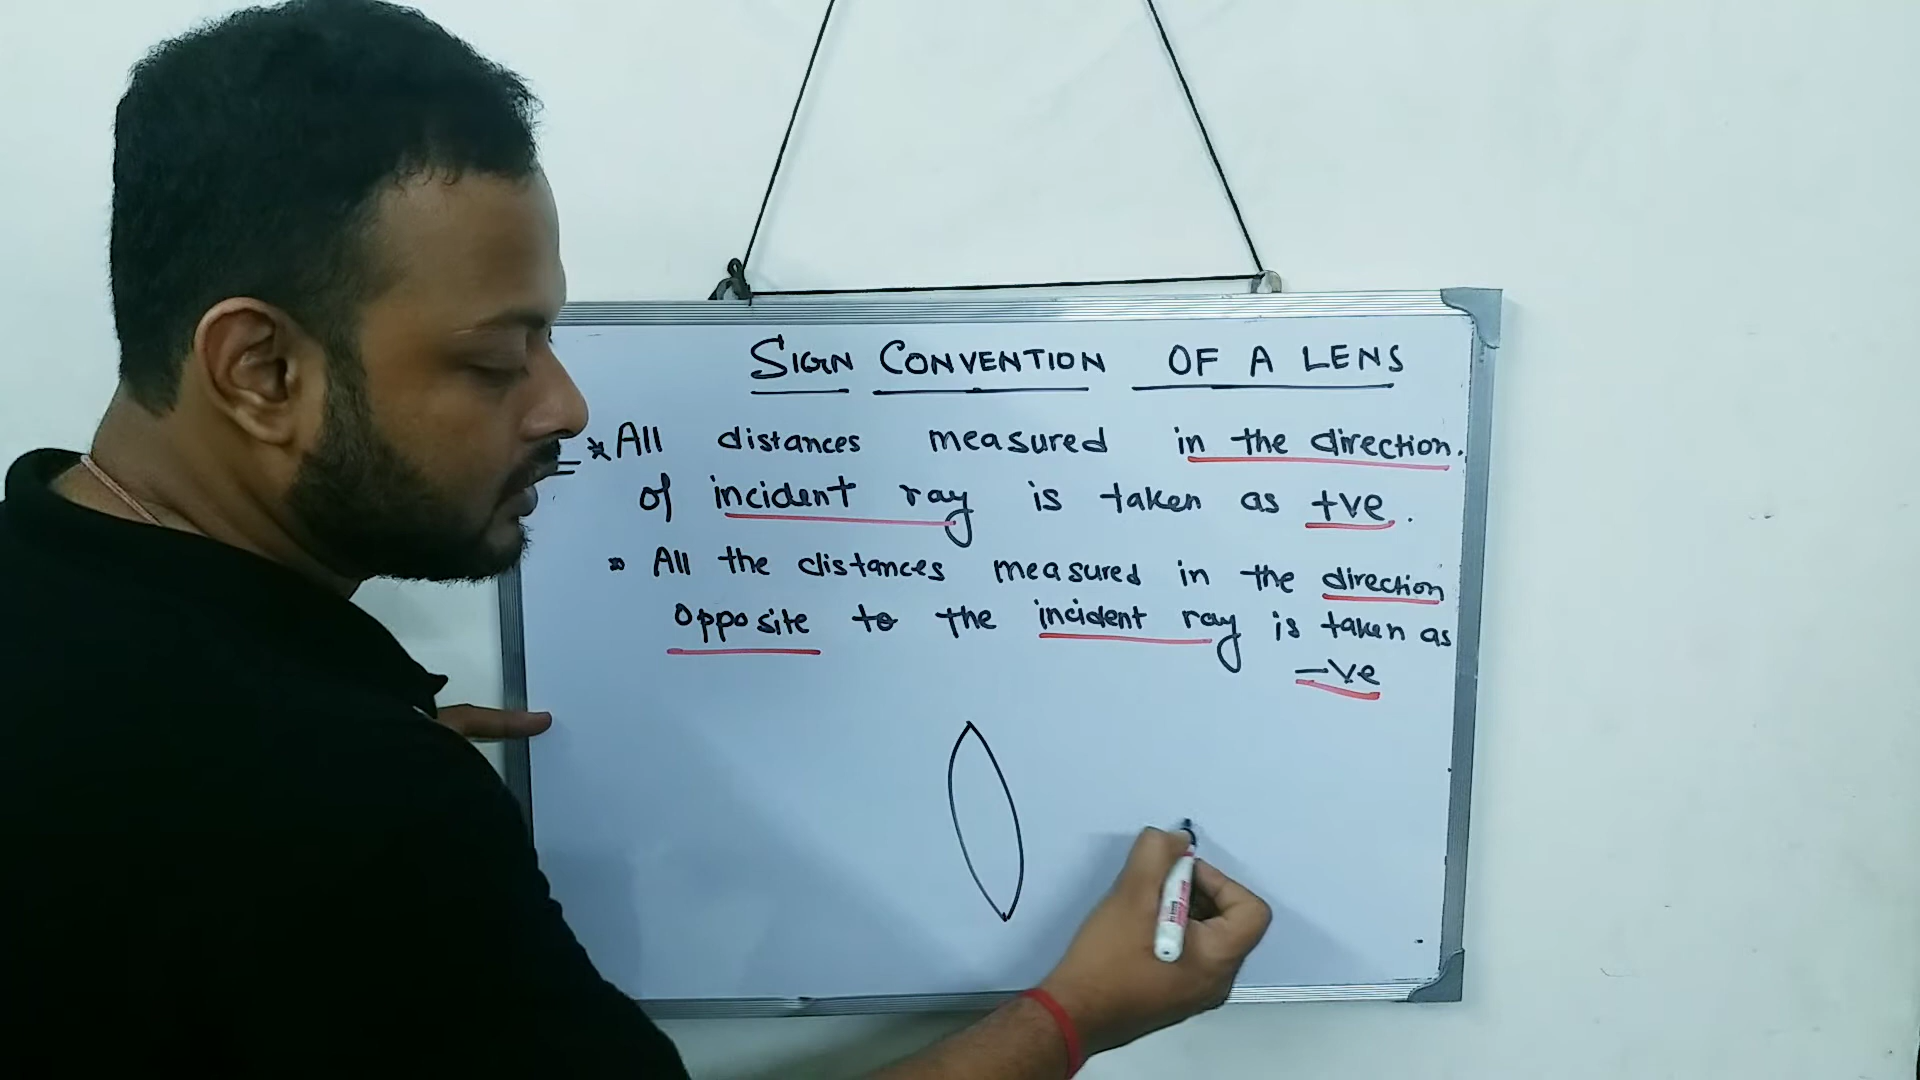 SIGN CONVENTION OF A LENS
* All distances measured in the direction.
of incident ray is taken as +ve.
» All the distances measured in the direction
opposite to the incident ray is taken as
-ve